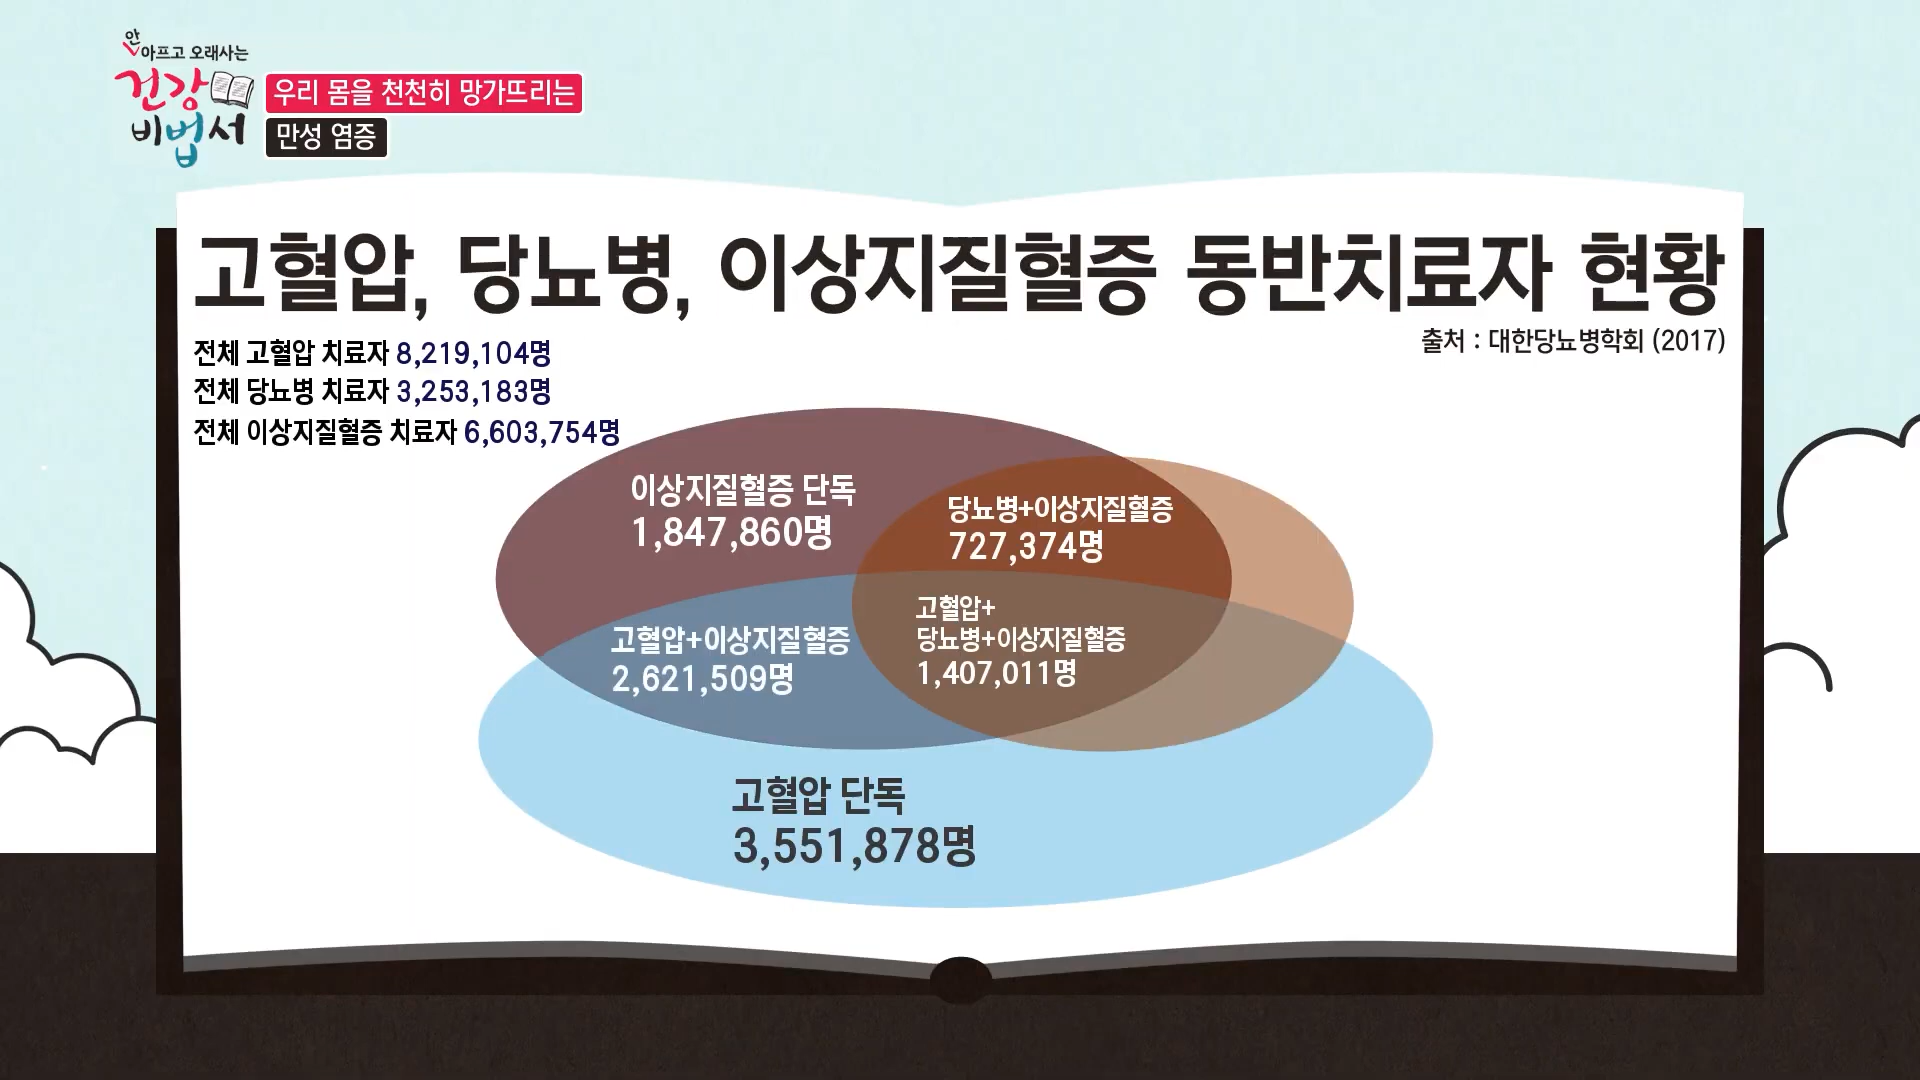 안
아프고 오래사는
건강
비법서
우리 몸을 천천히 망가뜨리는
만성 염증
고혈압, 당뇨병, 이상지질혈증 동반치료자 현황
출처 : 대한당뇨병학회 (2017)
전체 고혈압 치료자 8,219,104명
전체 당뇨병 치료자 3,253,183명
전체 이상지질혈증 치료자 6,603,754명
이상지질혈증 단독
1,847,860명
당뇨병+이상지질혈증
727,374명
고혈압+이상지질혈증
2,621,509명
고혈압+
당뇨병+이상지질혈증
1,407,011명
고혈압 단독
3,551,878명